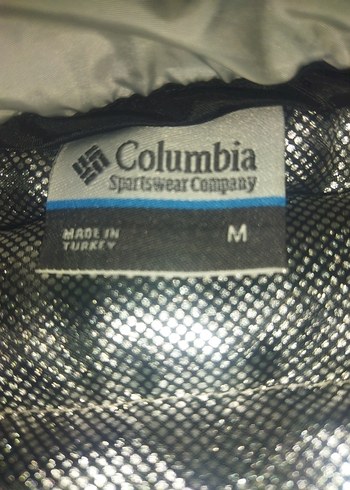 Columbia
Sportswear Company
MADE IN
TURKEY
M